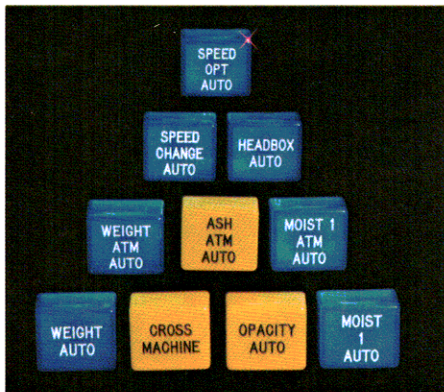 SPEED
OPT
AUTO
SPEED
CHANGE
AUTO
HEADBOX
AUTO
WEIGHT
ATM
AUTO
ASH
ATM
AUTO
MOIST 1
ATM
AUTO
WEIGHT
AUTO
CROSS
MACHINE
OPACITY
AUTO
MOIST
1
AUTO